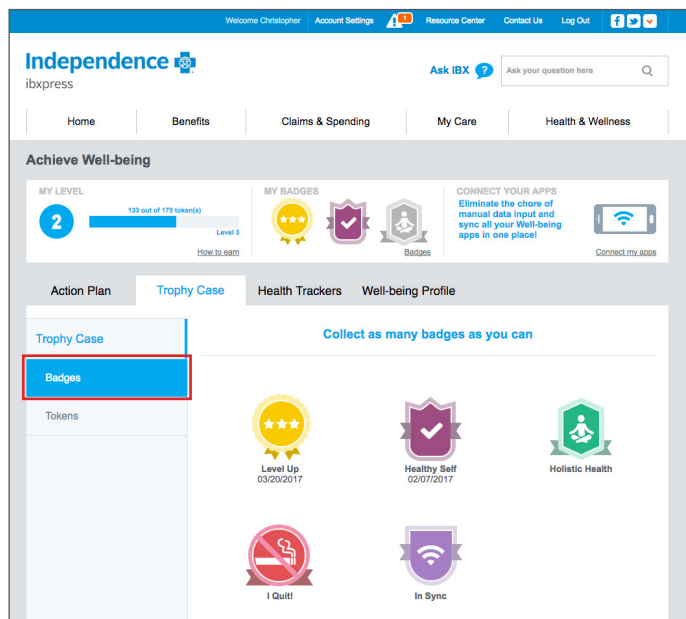 Welcome Christopher Account Settings 1 Resource Center Contact Us Log Out
Independence
ibxpress
Ask IBX ? Ask your question here
Home Benefits Claims & Spending My Care Health & Wellness
Achieve Well-being
MY LEVEL MY BADGES CONNECT YOUR APPS
2
133 out of 175 token(s)
Level 3
How to earn
Badges
Eliminate the chore of
manual data input and
sync all your Well-being
apps in one place!
Connect my apps
Action Plan Trophy Case Health Trackers Well-being Profile
Trophy Case
Badges
Tokens
Collect as many badges as you can
Level Up
03/20/2017
Healthy Self
02/07/2017
Holistic Health
I Quit!
In Sync